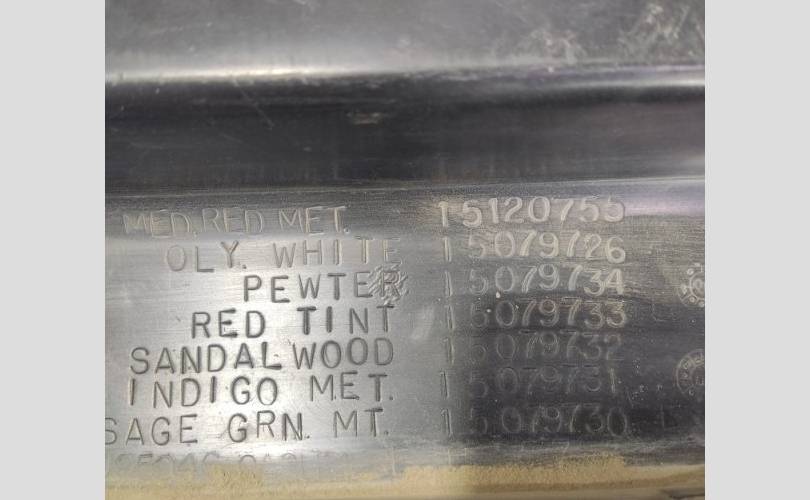 MED. RED MET. 15120755
OLY. WHITE 15079726
PEWTER 15079734
RED TINT 15079733
SANDALWOOD 15079732
INDIGO MET. 15079731
SAGE GRN. MT. 15079730